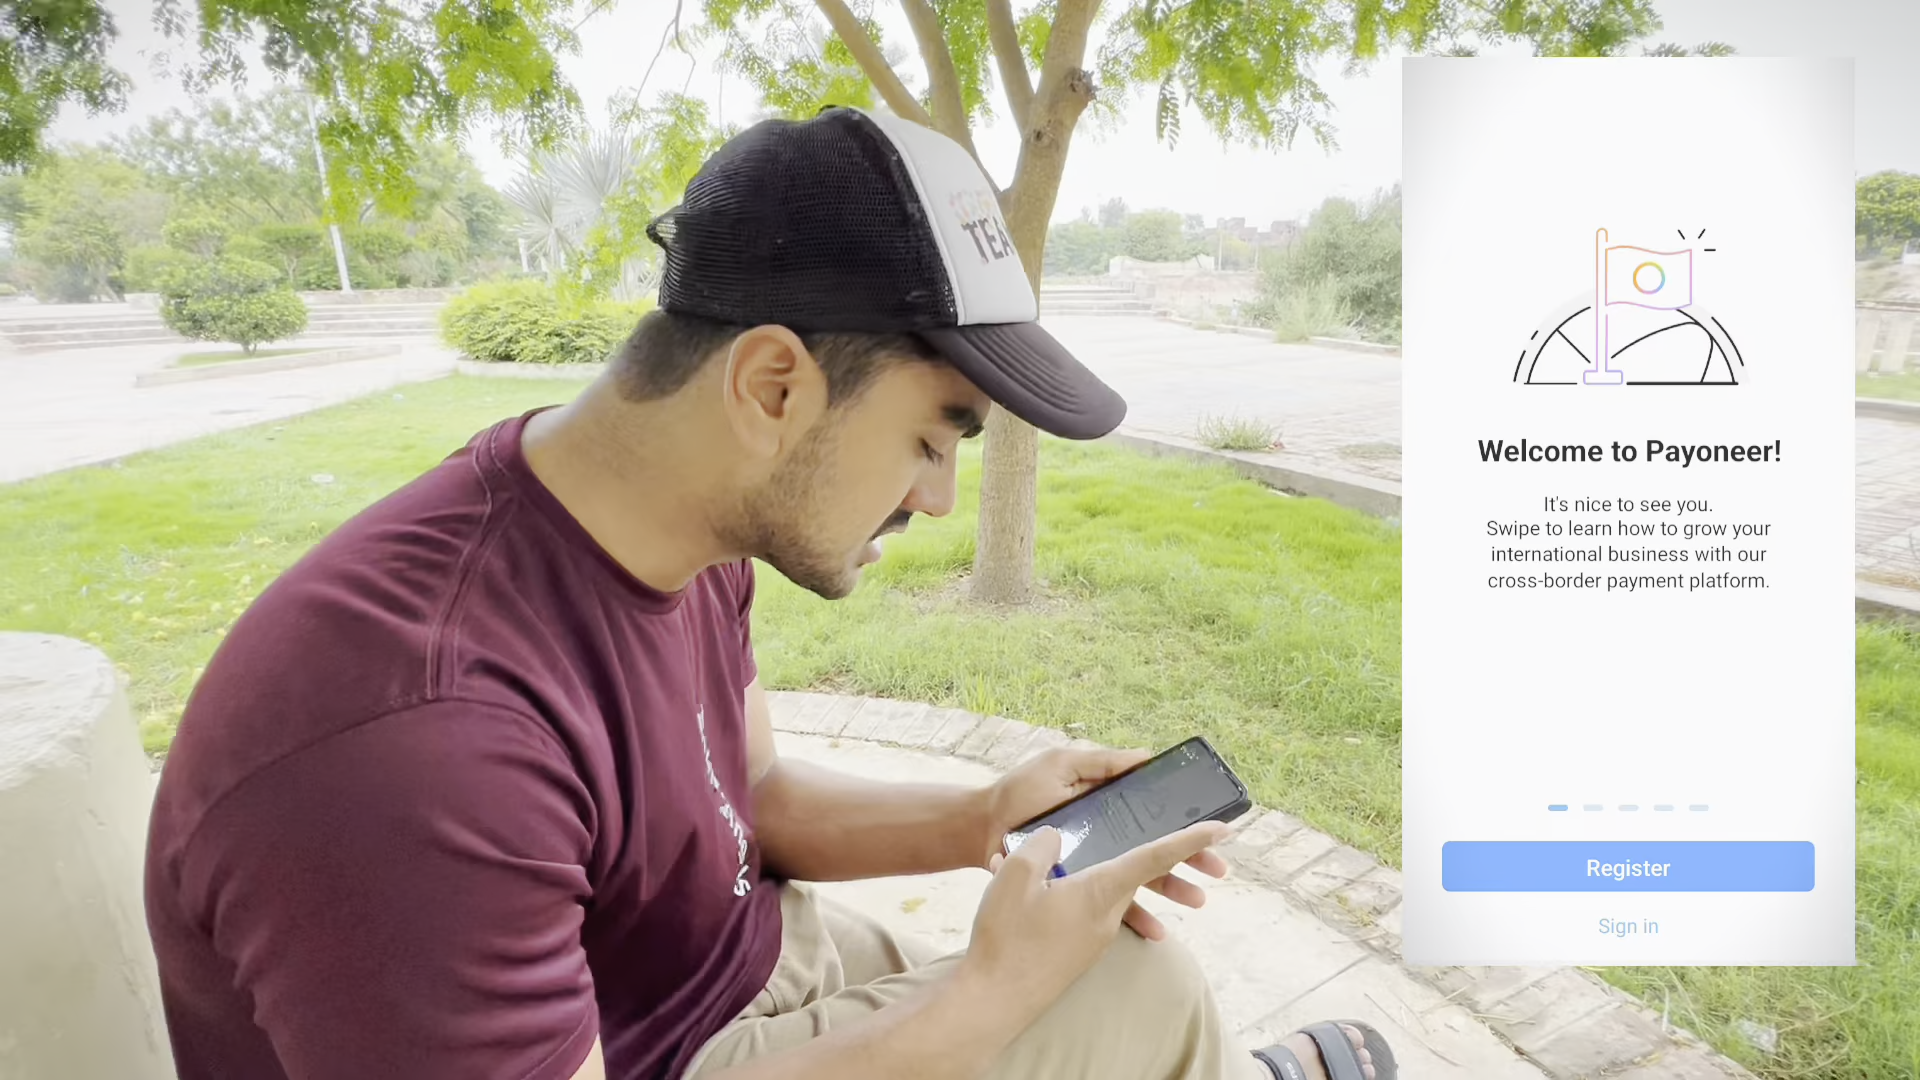 TEA
Welcome to Payoneer!
It's nice to see you.
Swipe to learn how to grow your
international business with our
cross-border payment platform.
Register
Sign in